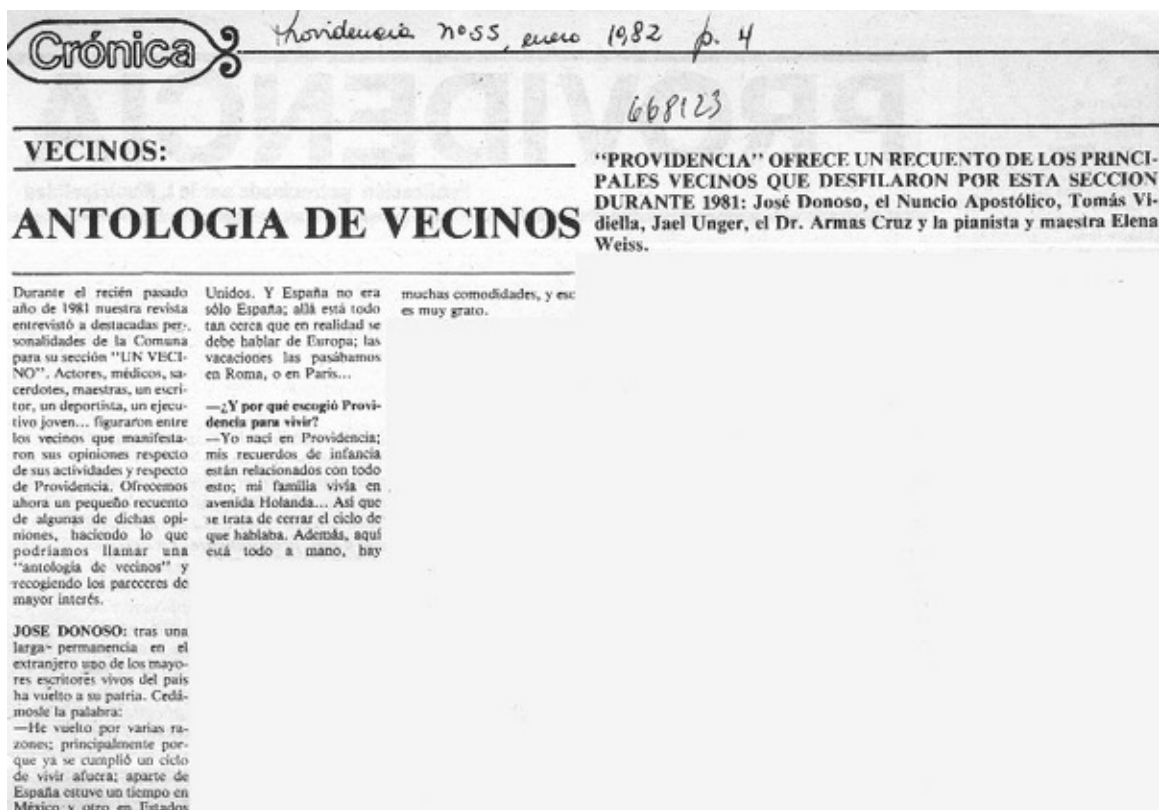 Crónica
Providencia nº 55, enero 1982 p. 4
668123
VECINOS:
ANTOLOGIA DE VECINOS
"PROVIDENCIA" OFRECE UN RECUENTO DE LOS PRINCI-
PALES VECINOS QUE DESFILARON POR ESTA SECCION
DURANTE 1981: José Donoso, el Nuncio Apostólico, Tomás Vi-
diella, Jael Unger, el Dr. Armas Cruz y la pianista y maestra Elena
Weiss.
Durante el recién pasado
año de 1981 nuestra revista
entrevistó a destacadas per-
sonalidades de la Comuna
para su sección "UN VECI-
NO". Actores, médicos, sa-
cerdotes, maestras, un escri-
tor, un deportista, un ejecu-
tivo joven... figuraron entre
los vecinos que manifesta-
ron sus opiniones respecto
de sus actividades y respecto
de Providencia. Ofrecemos
ahora un pequeño recuento
de algunas de dichas opi-
niones, haciendo lo que
podríamos llamar una
"antología de vecinos" y
recogiendo los pareceres de
mayor interés.
JOSE DONOSO: tras una
larga permanencia en el
extranjero uno de los mayo-
res escritores vivos del país
ha vuelto a su patria. Cedá-
mosle la palabra:
—He vuelto por varias ra-
zones; principalmente por-
que ya se cumplió un ciclo
de vivir afuera; aparte de
España estuve un tiempo en
México y otro en Estados
Unidos. Y España no era
sólo España; allá está todo
tan cerca que en realidad se
debe hablar de Europa; las
vacaciones las pasábamos
en Roma, o en París...
—¿Y por qué escogió Provi-
dencia para vivir?
—Yo nací en Providencia;
mis recuerdos de infancia
están relacionados con todo
esto; mi familia vivía en
avenida Holanda... Así que
se trata de cerrar el ciclo de
que hablaba. Además, aquí
está todo a mano, hay
muchas comodidades, y esc
es muy grato.